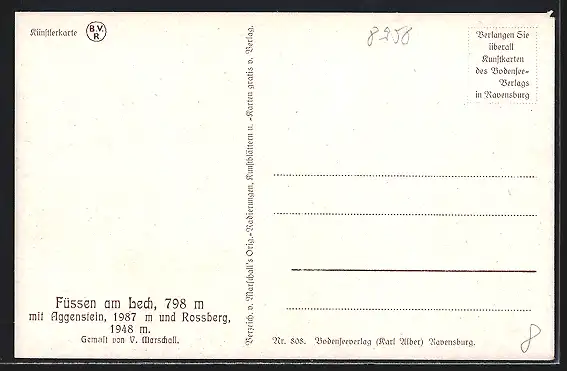 Künstlerkarte B.V.
R
8258
Verlangen Sie
überall
Kunstkarten
des Bodensee-
Verlags
in Ravensburg
Verzeich. v. Marschall's Orig.-Radierungen, Kunstblättern u. -Karten gratis v. Verlag.
Füssen am Lech, 798 m
mit Aggenstein, 1987 m und Rossberg,
1948 m.
Gemalt von V. Marschall.
Nr. 808. Bodenseeverlag (Karl Alber) Ravensburg.
8